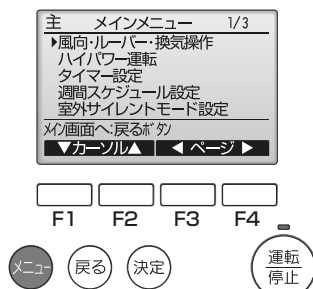 主 メインメニュー 1/3
▶風向・ルーバー・換気操作
ハイパワー運転
タイマー設定
週間スケジュール設定
室外サイレントモード設定
メイン画面へ:戻るボタン
▼カーソル▲ ◀ ページ ▶
F1 F2 F3 F4
メニュー 戻る 決定 運転
停止